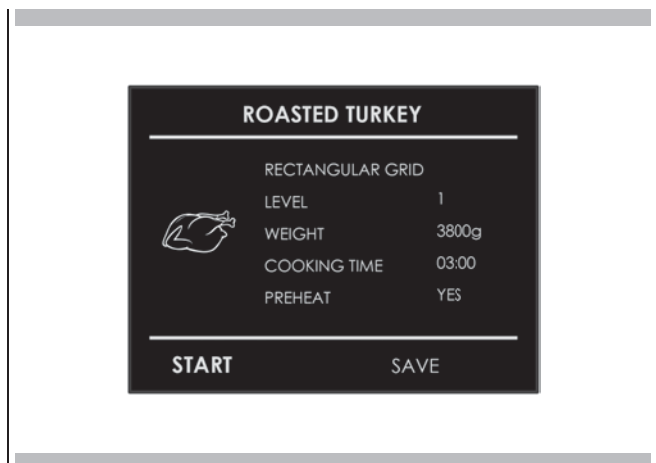 ROASTED TURKEY
RECTANGULAR GRID
LEVEL 1
WEIGHT 3800g
COOKING TIME 03:00
PREHEAT YES
START SAVE